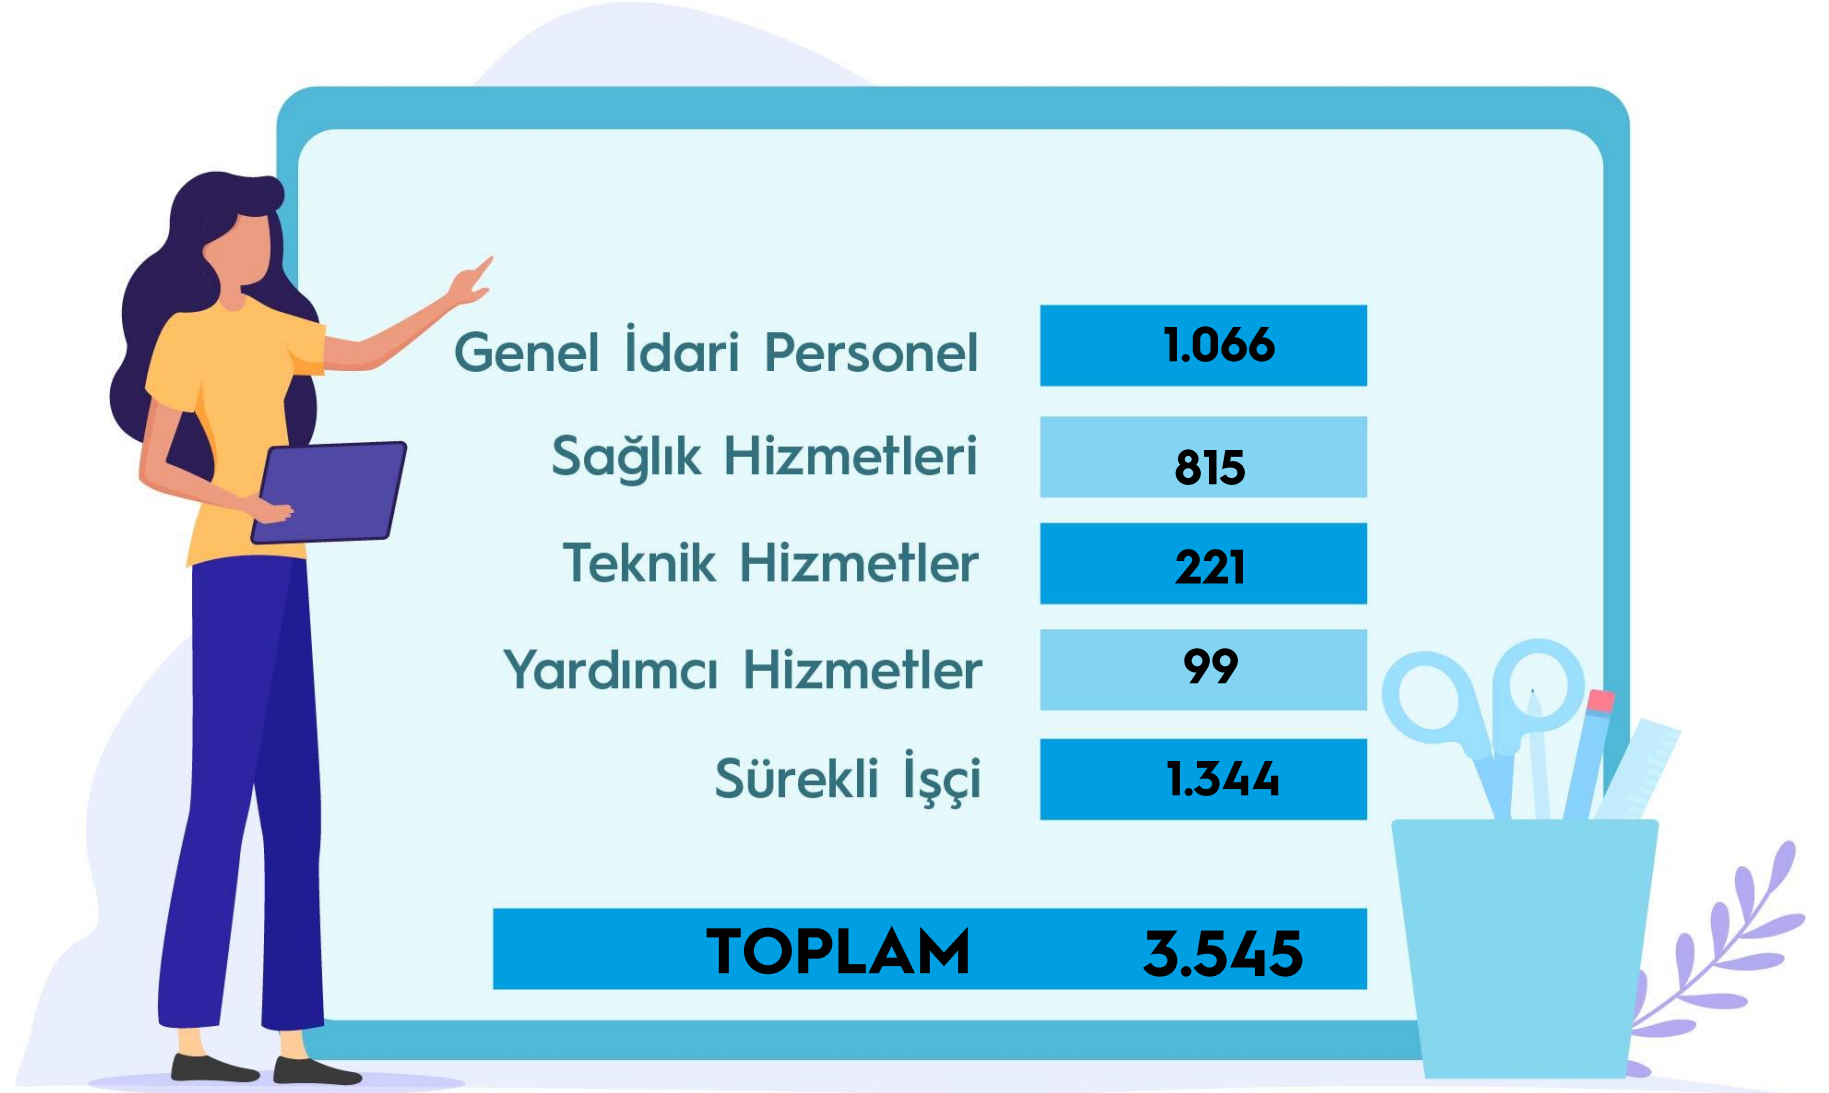 Genel İdari Personel 1.066
Sağlık Hizmetleri 815
Teknik Hizmetler 221
Yardımcı Hizmetler 99
Sürekli İşçi 1.344
TOPLAM 3.545